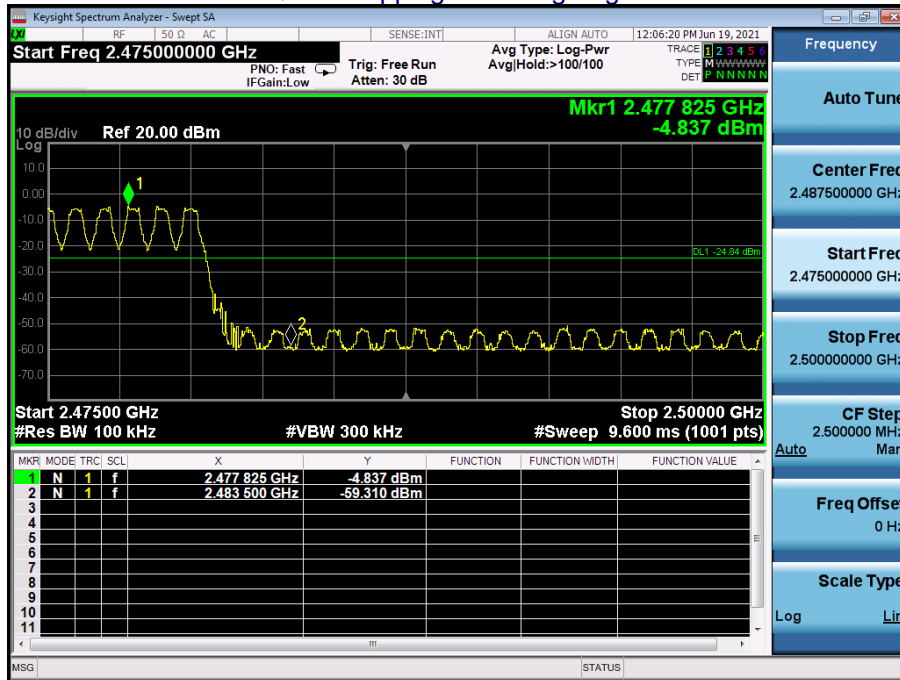 Keysight Spectrum Analyzer - Swept SA
LXI RF 50 Ω AC SENSE:INT ALIGN AUTO 12:06:20 PM Jun 19, 2021
Start Freq 2.475000000 GHz
PNO: Fast
IFGain:Low
Trig: Free Run
Atten: 30 dB
Avg Type: Log-Pwr
Avg|Hold:>100/100
TRACE 1 2 3 4 5 6
TYPE M W W W W W
DET P N N N N N
Mkr1 2.477 825 GHz
-4.837 dBm
10 dB/div Ref 20.00 dBm
Log
1
10.0
0.00
-10.0
-20.0
DL1 -24.84 dBm
-30.0
-40.0
-50.0
2
-60.0
-70.0
Start 2.47500 GHz Stop 2.50000 GHz
#Res BW 100 kHz #VBW 300 kHz #Sweep 9.600 ms (1001 pts)
MKR MODE TRC SCL X Y FUNCTION FUNCTION WIDTH FUNCTION VALUE
1 N 1 f 2.477 825 GHz -4.837 dBm
2 N 1 f 2.483 500 GHz -59.310 dBm
3
4
5
6
7
8
9
10
11
MSG STATUS
Frequency
Auto Tune
Center Freq
2.487500000 GHz
Start Freq
2.475000000 GHz
Stop Freq
2.500000000 GHz
CF Step
2.500000 MHz
Auto Man
Freq Offset
0 Hz
Scale Type
Log Lin